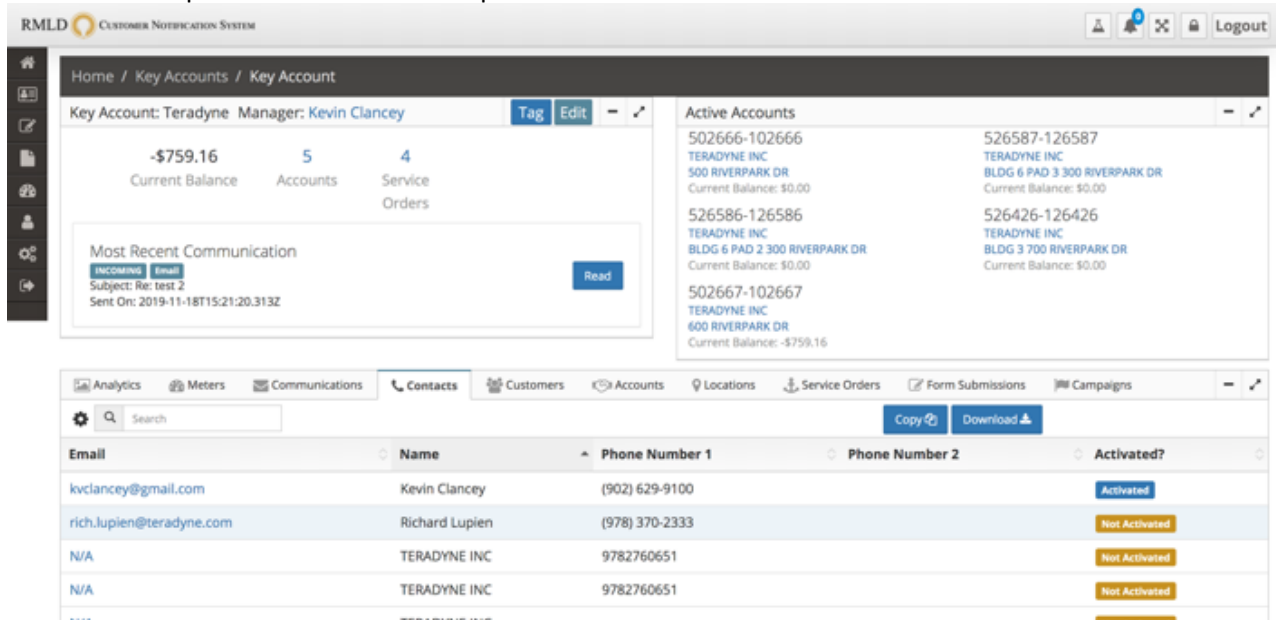 RMLD CUSTOMER NOTIFICATION SYSTEM
0
Logout
Home / Key Accounts / Key Account
Key Account: Teradyne Manager: Kevin Clancey Tag Edit
-$759.16 5 4
Current Balance Accounts Service
Orders
Most Recent Communication
INCOMING Email
Subject: Re: test 2
Sent On: 2019-11-18T15:21:20.313Z
Read
Active Accounts
502666-102666
TERADYNE INC
500 RIVERPARK DR
Current Balance: $0.00
526587-126587
TERADYNE INC
BLDG 6 PAD 3 300 RIVERPARK DR
Current Balance: $0.00
526586-126586
TERADYNE INC
BLDG 6 PAD 2 300 RIVERPARK DR
Current Balance: $0.00
526426-126426
TERADYNE INC
BLDG 3 700 RIVERPARK DR
Current Balance: $0.00
502667-102667
TERADYNE INC
600 RIVERPARK DR
Current Balance: -$759.16
Analytics Meters Communications Contacts Customers Accounts Locations Service Orders Form Submissions Campaigns
Search Copy Download
Email Name Phone Number 1 Phone Number 2 Activated?
kvclancey@gmail.com Kevin Clancey (902) 629-9100 Activated
rich.lupien@teradyne.com Richard Lupien (978) 370-2333 Not Activated
N/A TERADYNE INC 9782760651 Not Activated
N/A TERADYNE INC 9782760651 Not Activated